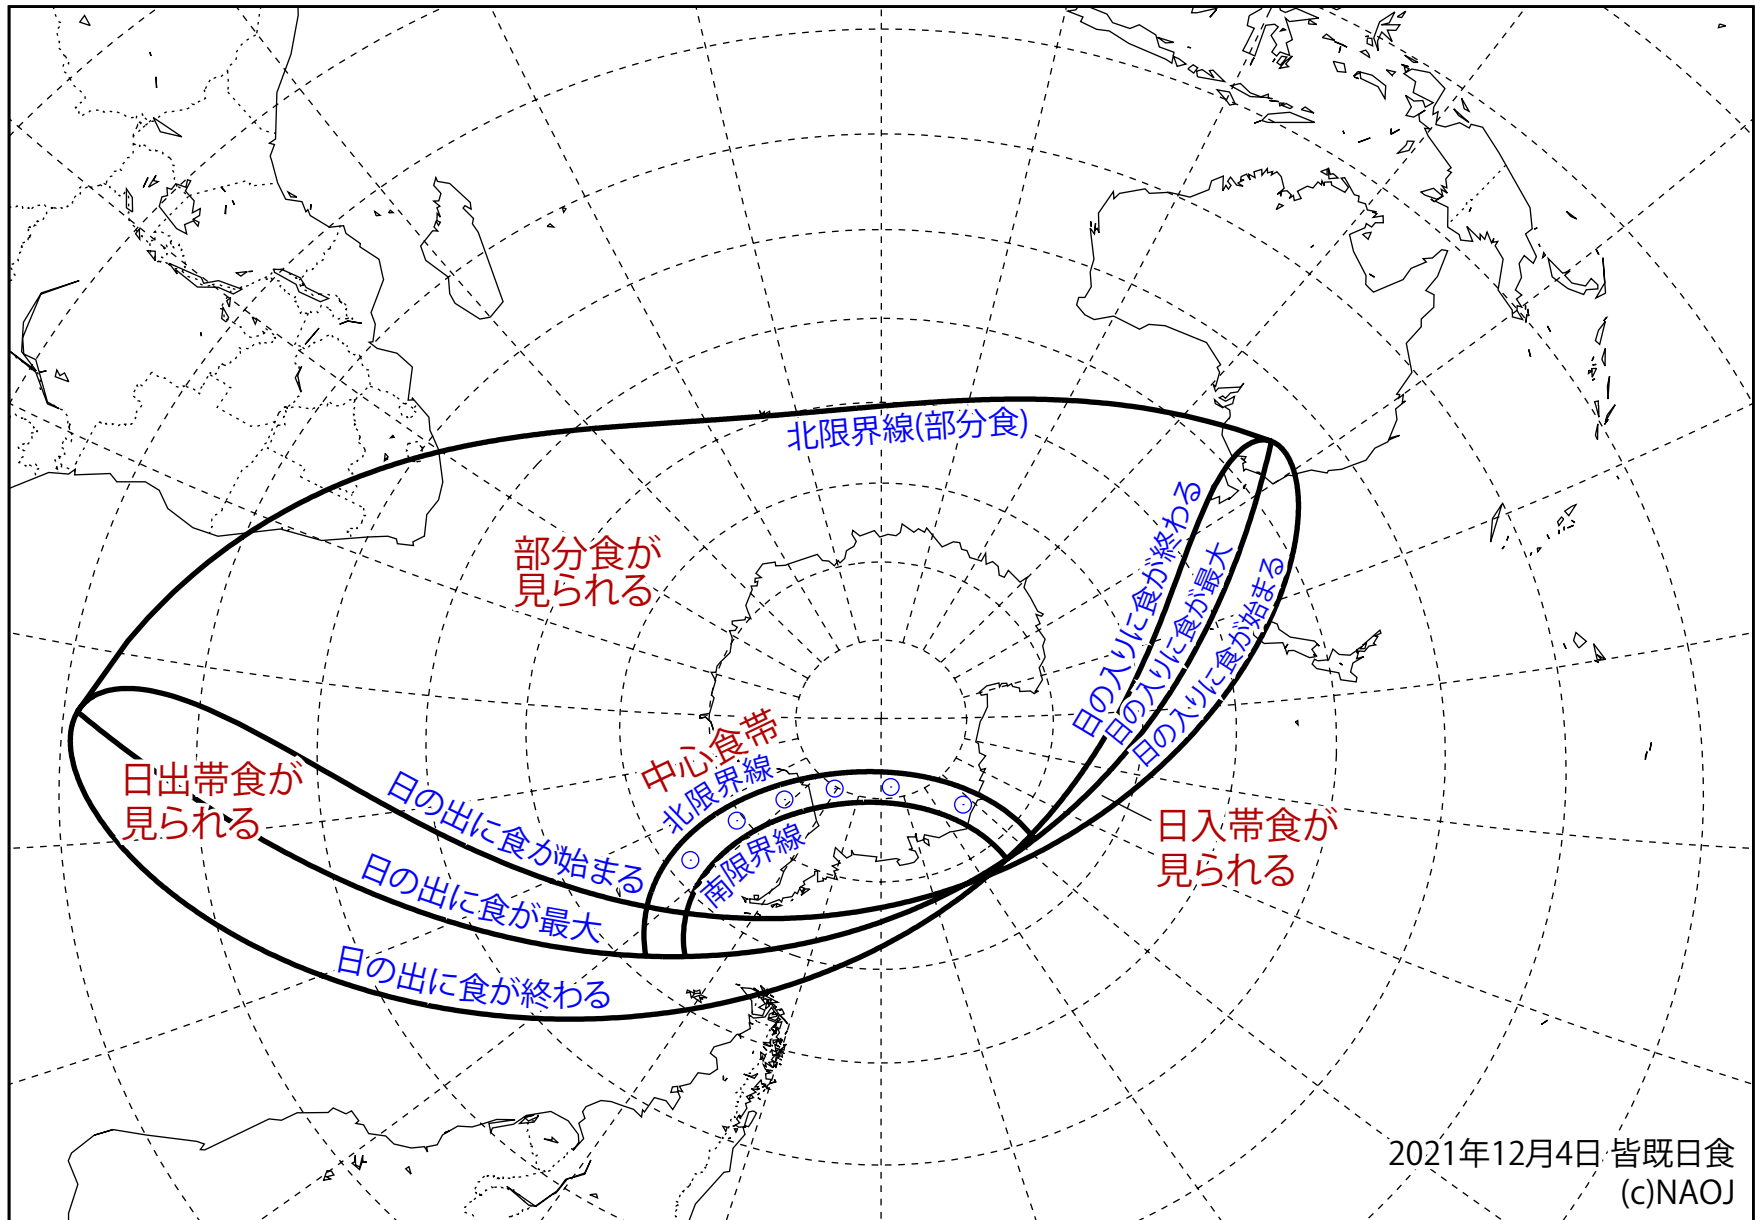 北限界線(部分食)
部分食が
見られる
日の入りに食が終わる
日の入りに食が最大
日の入りに食が始まる
中心食帯
北限界線
南限界線
日出帯食が
見られる
日の出に食が始まる
日の出に食が最大
日の出に食が終わる
日入帯食が
見られる
2021年12月4日 皆既日食
(c)NAOJ